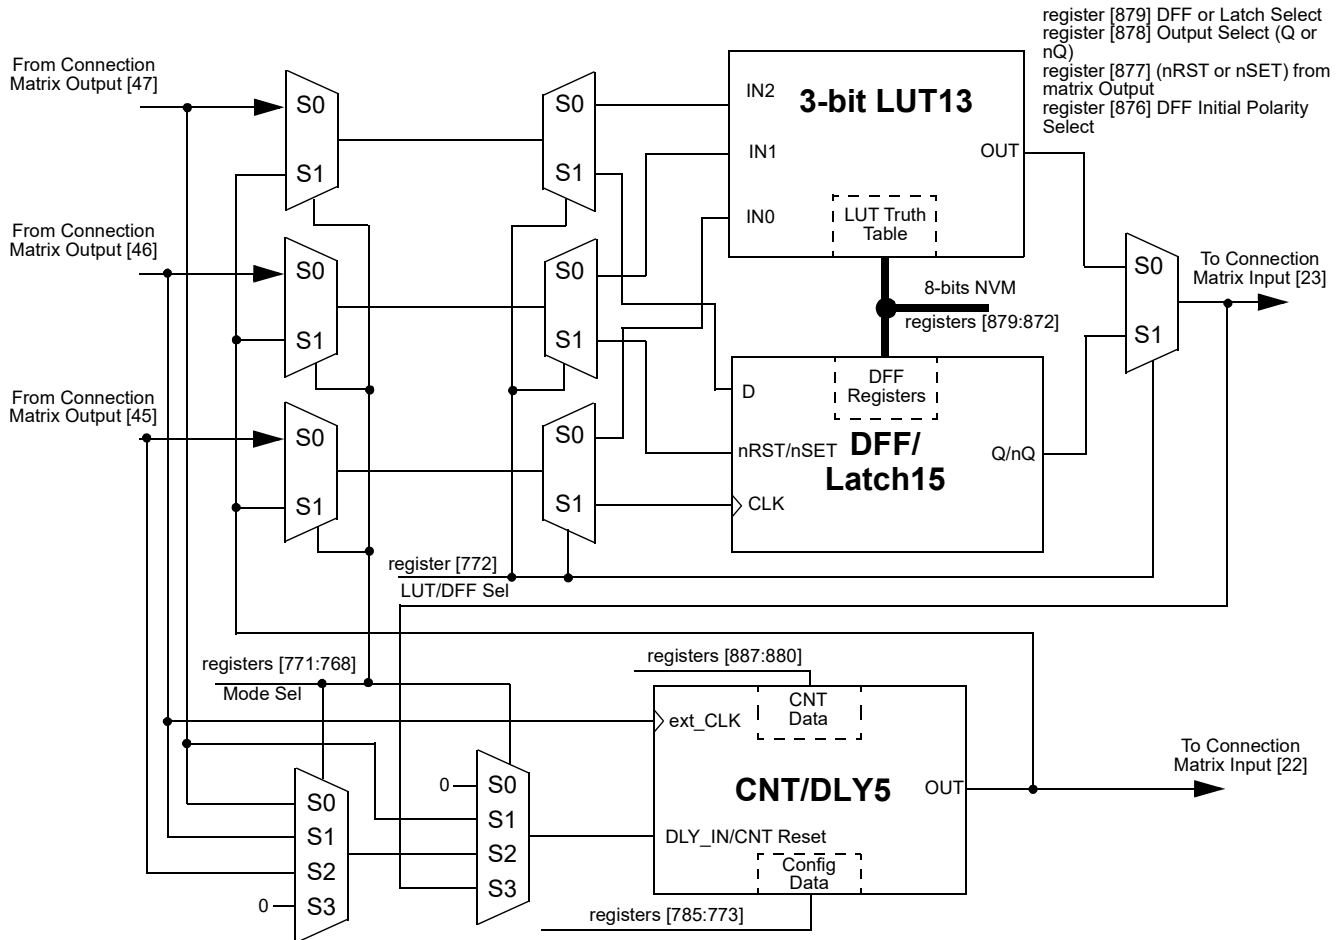 register [879] DFF or Latch Select
register [878] Output Select (Q or
nQ)
register [877] (nRST or nSET) from
matrix Output
register [876] DFF Initial Polarity
Select
From Connection
Matrix Output [47]
S0
S1
S0
S1
IN2
3-bit LUT13
IN1
OUT
IN0
LUT Truth
Table
From Connection
Matrix Output [46]
S0
S1
S0
S1
8-bits NVM
registers [879:872]
S0
S1
To Connection
Matrix Input [23]
From Connection
Matrix Output [45]
S0
S1
S0
S1
DFF
Registers
D
nRST/nSET
DFF/
Latch15
Q/nQ
CLK
register [772]
LUT/DFF Sel
registers [771:768]
Mode Sel
registers [887:880]
CNT
Data
ext_CLK
CNT/DLY5
OUT
To Connection
Matrix Input [22]
DLY_IN/CNT Reset
Config
Data
registers [785:773]
0
S0
S1
S2
S3
S0
S1
S2
0
S3